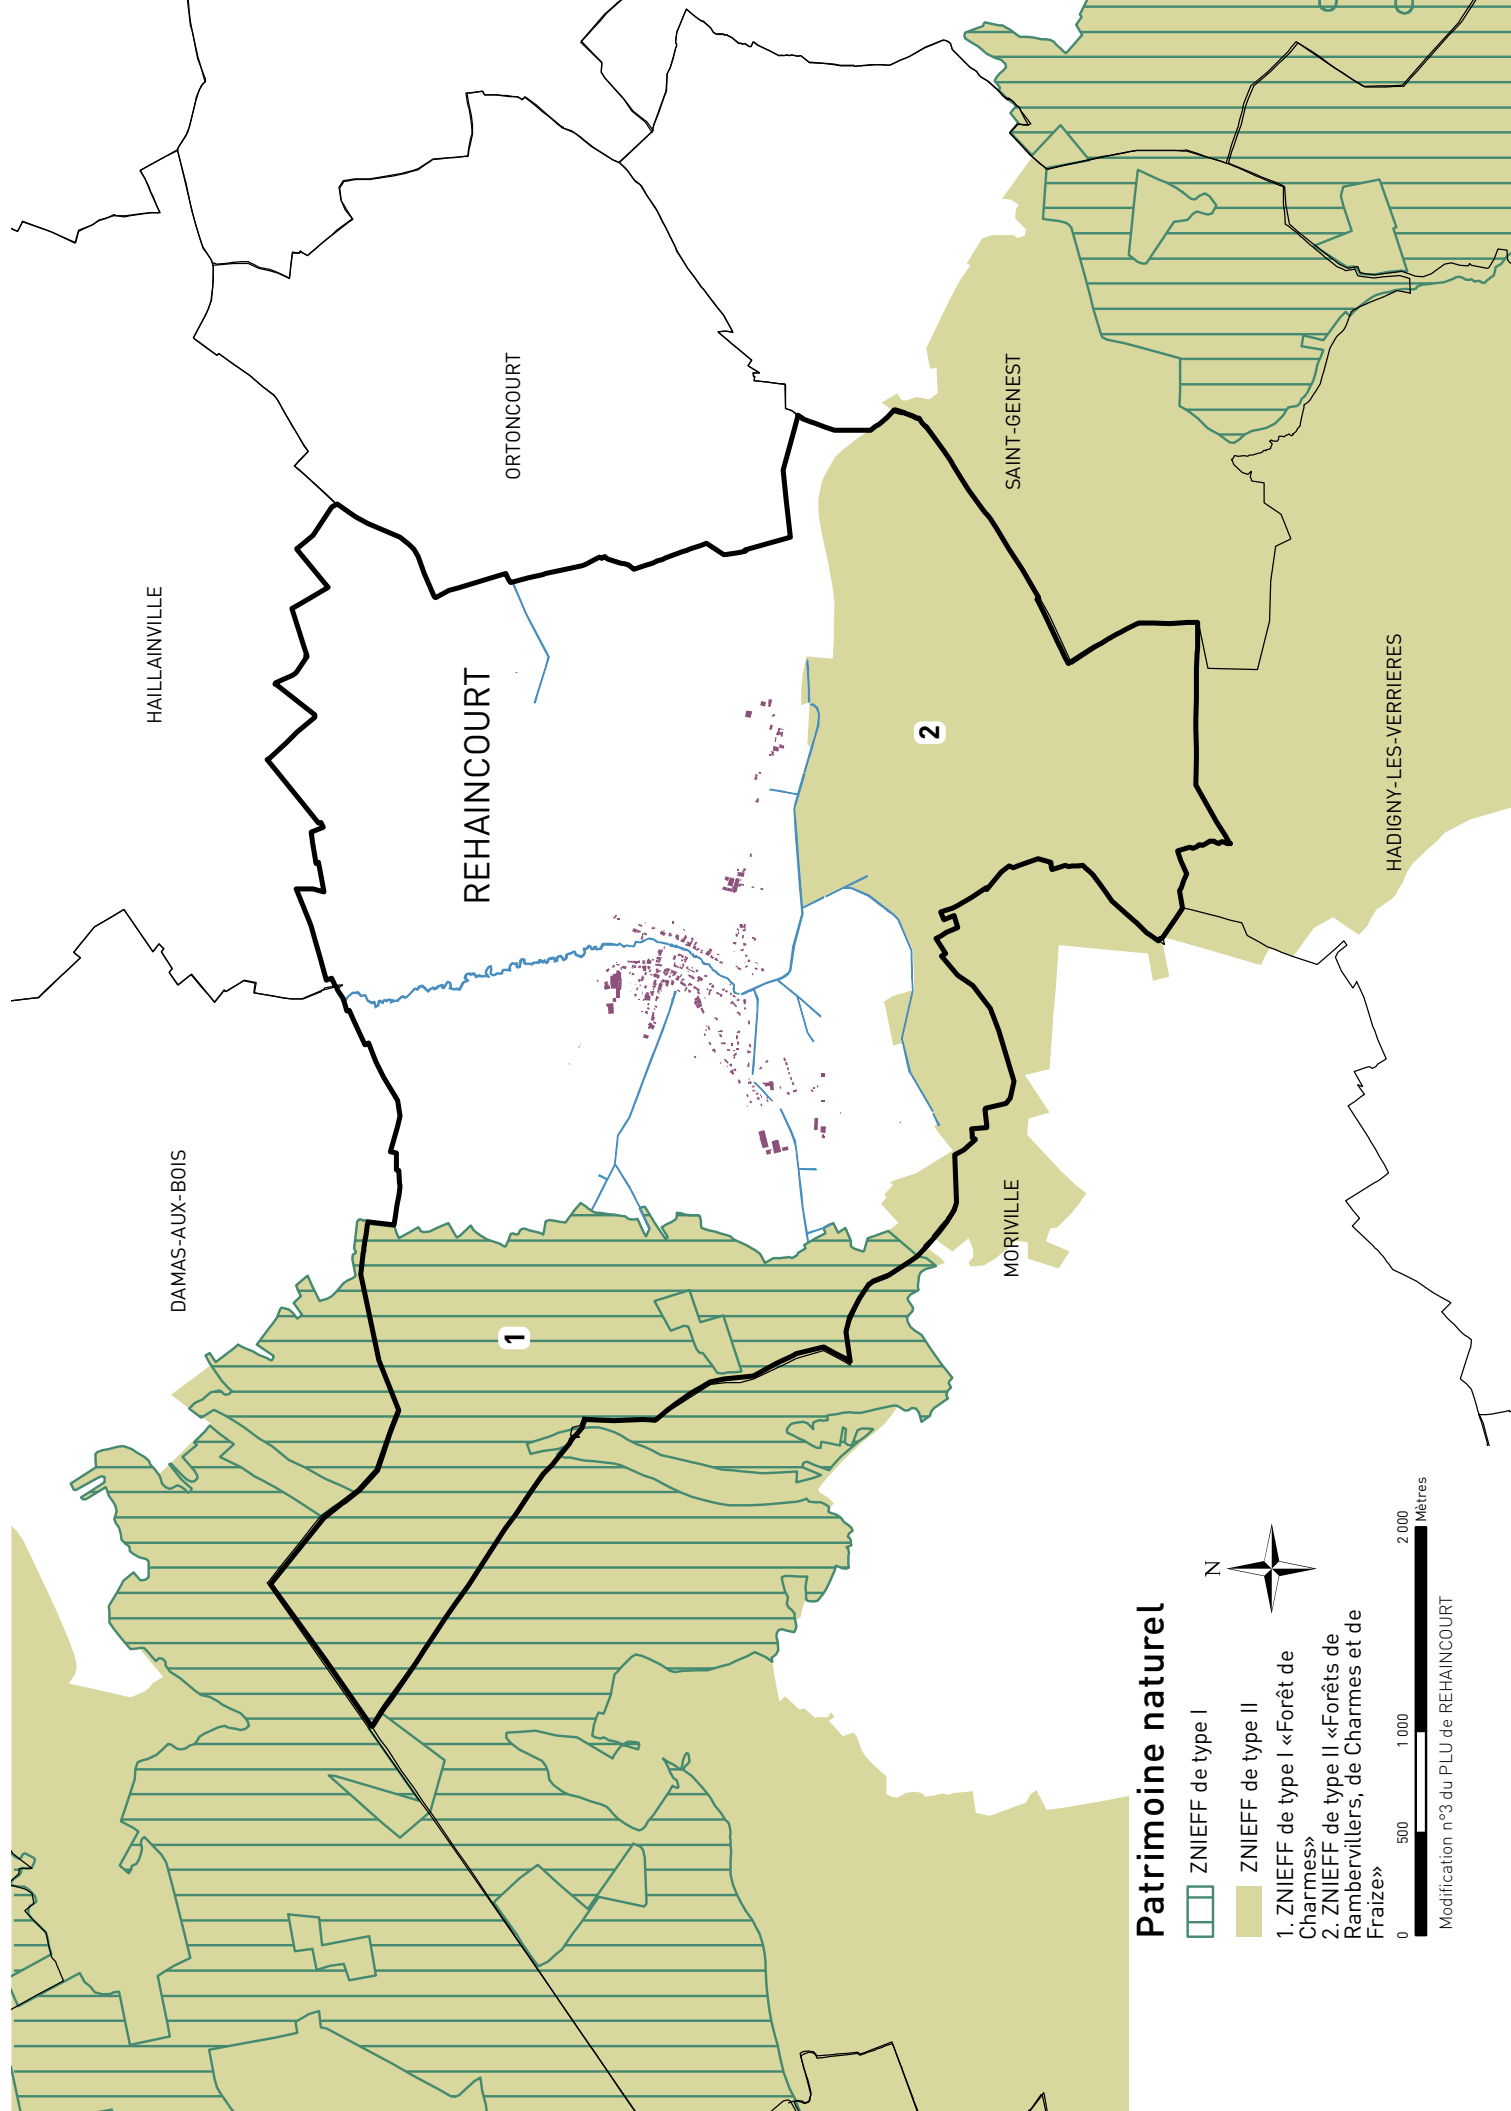 DAMAS-AUX-BOIS
HAILLAINVILLE
REHAINCOURT
ORTONCOURT
1
2
MORIVILLE
SAINT-GENEST
HADIGNY-LES-VERRIERES
Patrimoine naturel
ZNIEFF de type I
ZNIEFF de type II
1. ZNIEFF de type I «Forêt de
Charmes»
2. ZNIEFF de type II «Forêts de
Rambervillers, de Charmes et de
Fraize»
N
0 500 1 000 2 000
Mètres
Modification n°3 du PLU de REHAINCOURT